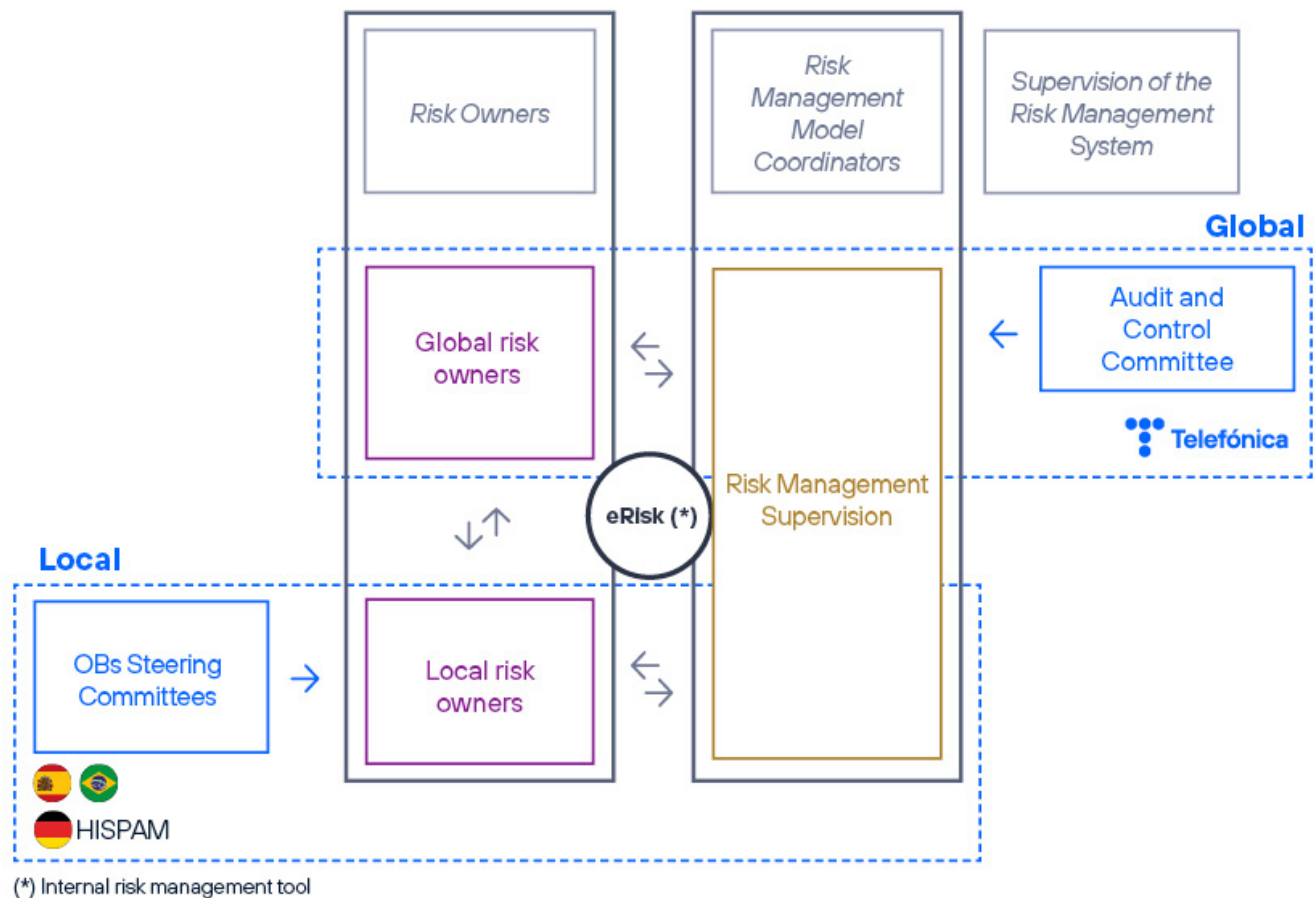 Risk Owners
Risk
Management
Model
Coordinators
Supervision of the
Risk Management
System
Global
Global risk
owners
Audit and
Control
Committee
Telefónica
eRisk (*)
Risk Management
Supervision
Local
OBs Steering
Committees
Local risk
owners
HISPAM
(*) Internal risk management tool